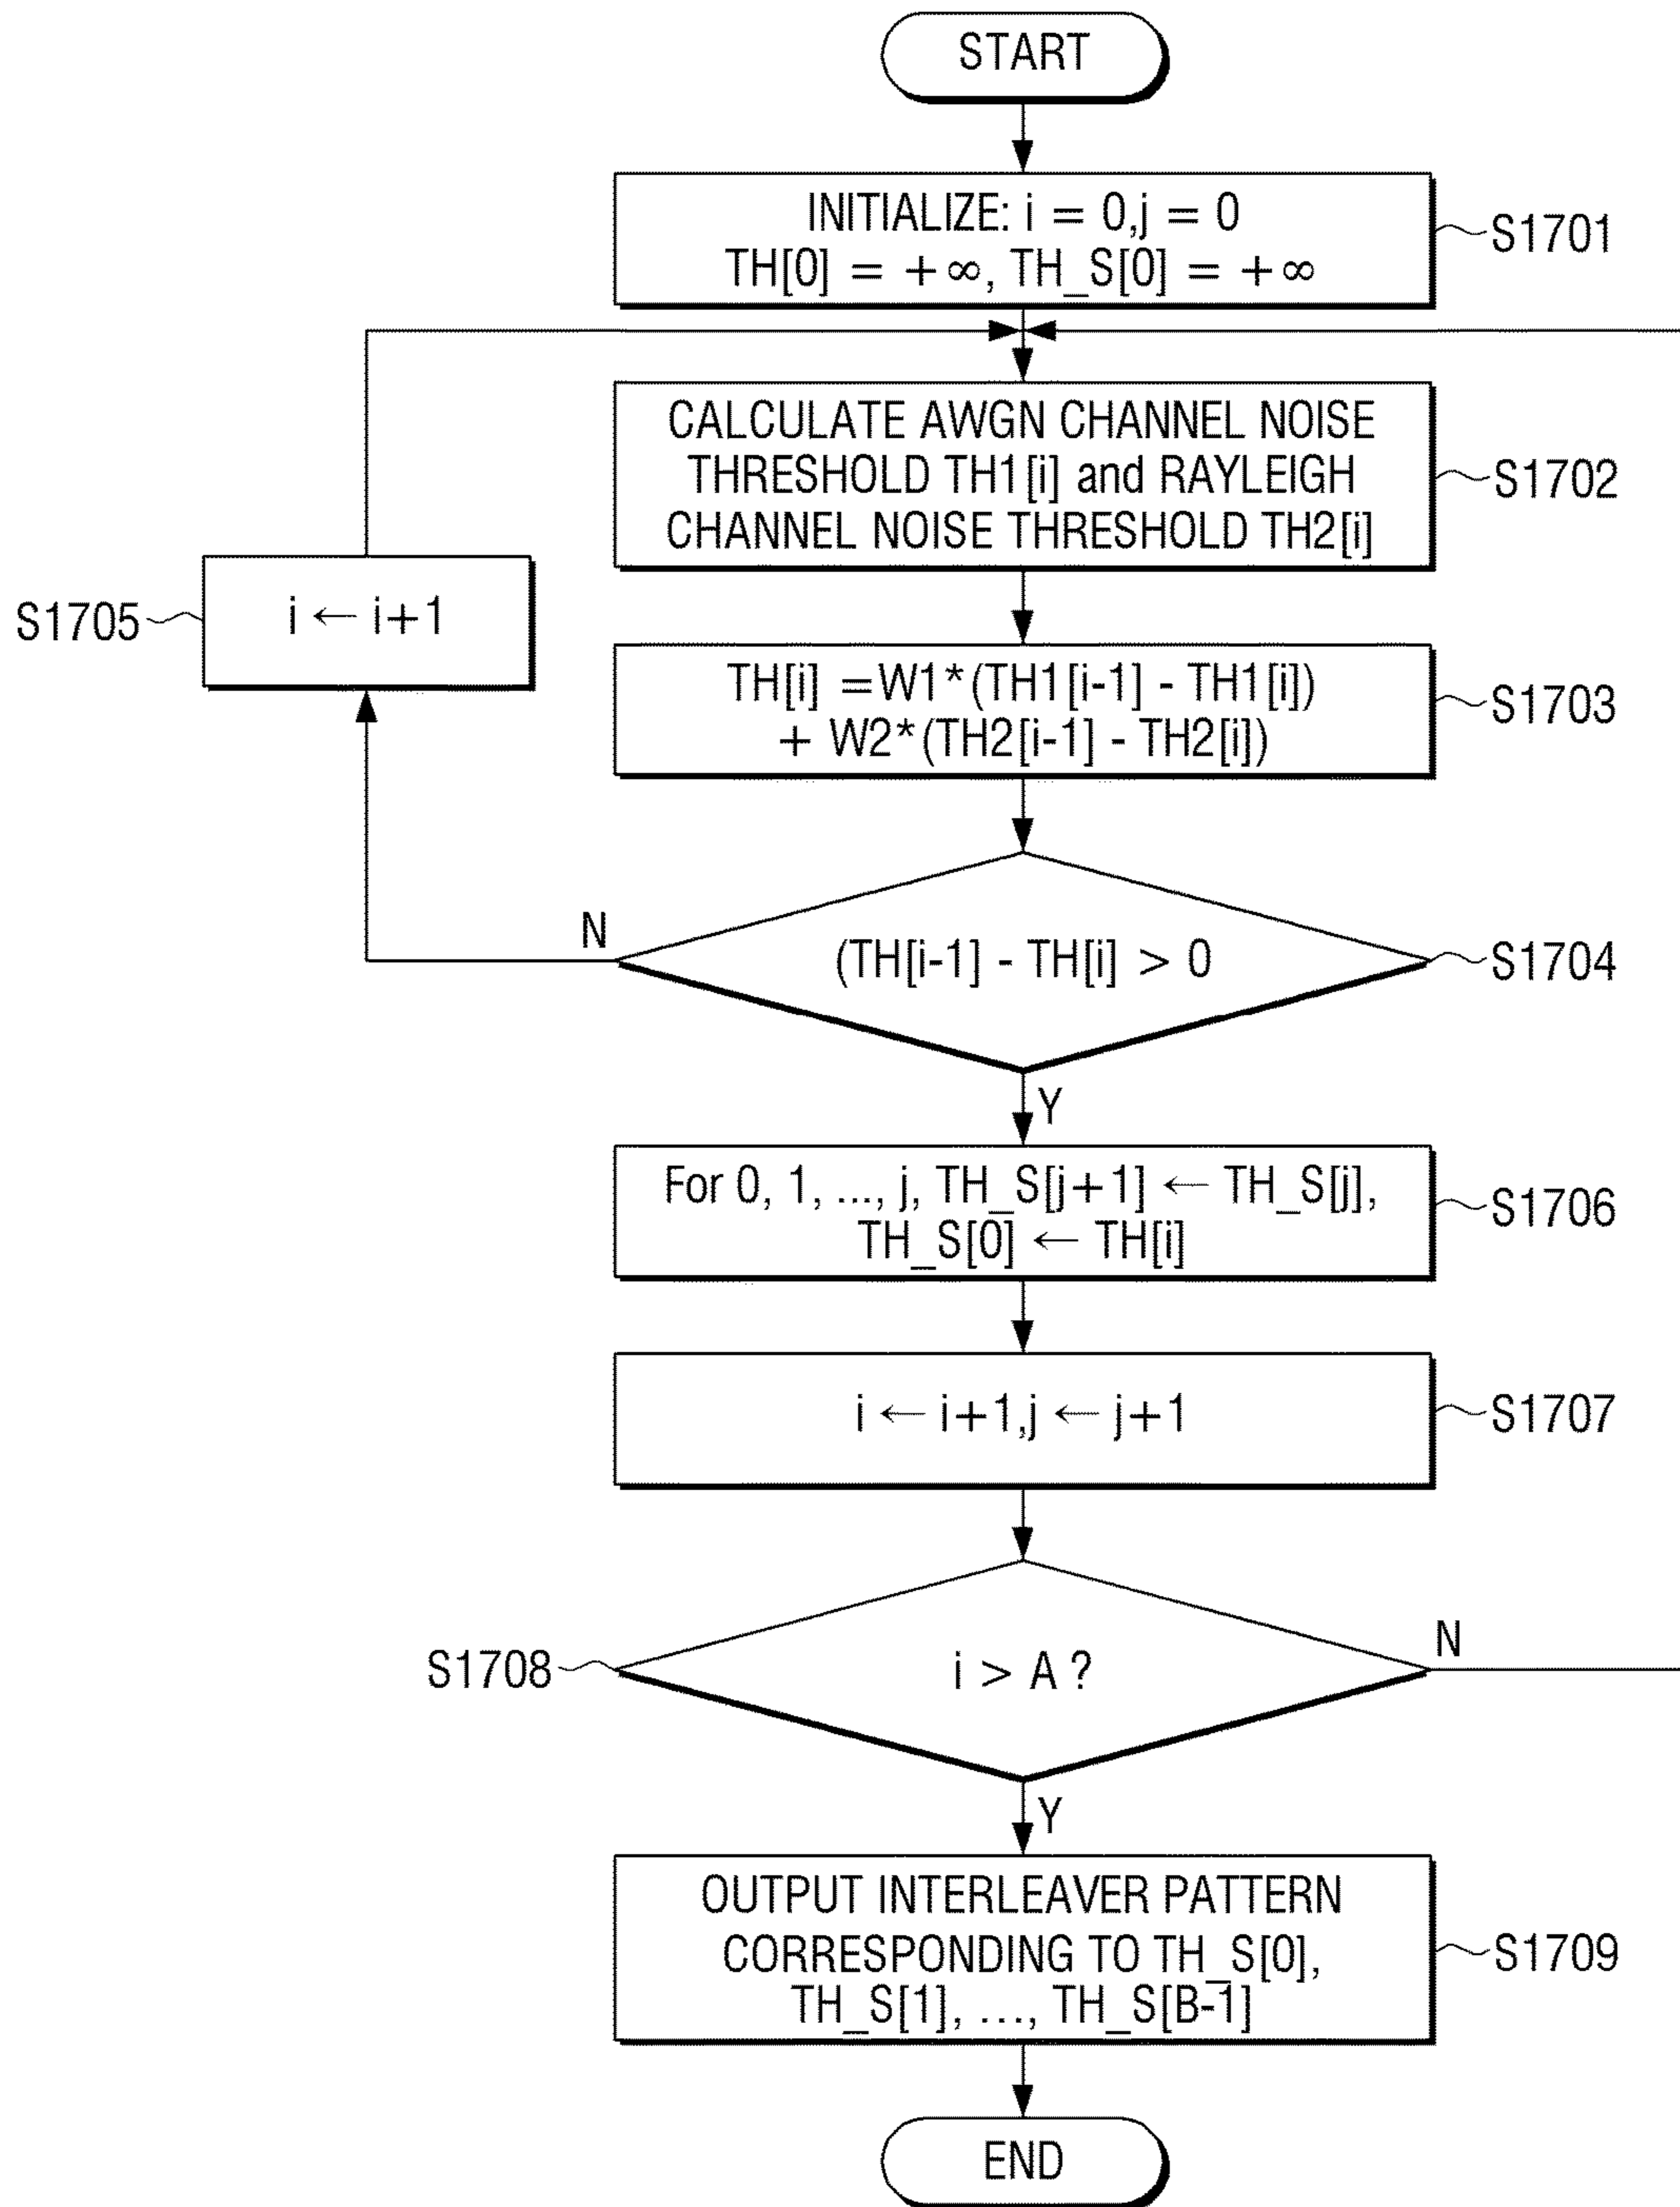 START
INITIALIZE: i = 0,j = 0
TH[0] = +∞, TH_S[0] = +∞
S1701
CALCULATE AWGN CHANNEL NOISE
THRESHOLD TH1[i] and RAYLEIGH
CHANNEL NOISE THRESHOLD TH2[i]
S1702
S1705
i ← i+1
TH[i] =W1*(TH1[i-1] - TH1[i])
+ W2*(TH2[i-1] - TH2[i])
S1703
N
(TH[i-1] - TH[i] > 0
S1704
Y
For 0, 1, ..., j, TH_S[j+1] ← TH_S[j],
TH_S[0] ← TH[i]
S1706
i ← i+1,j ← j+1
S1707
S1708
i > A ?
N
Y
OUTPUT INTERLEAVER PATTERN
CORRESPONDING TO TH_S[0],
TH_S[1], ..., TH_S[B-1]
S1709
END